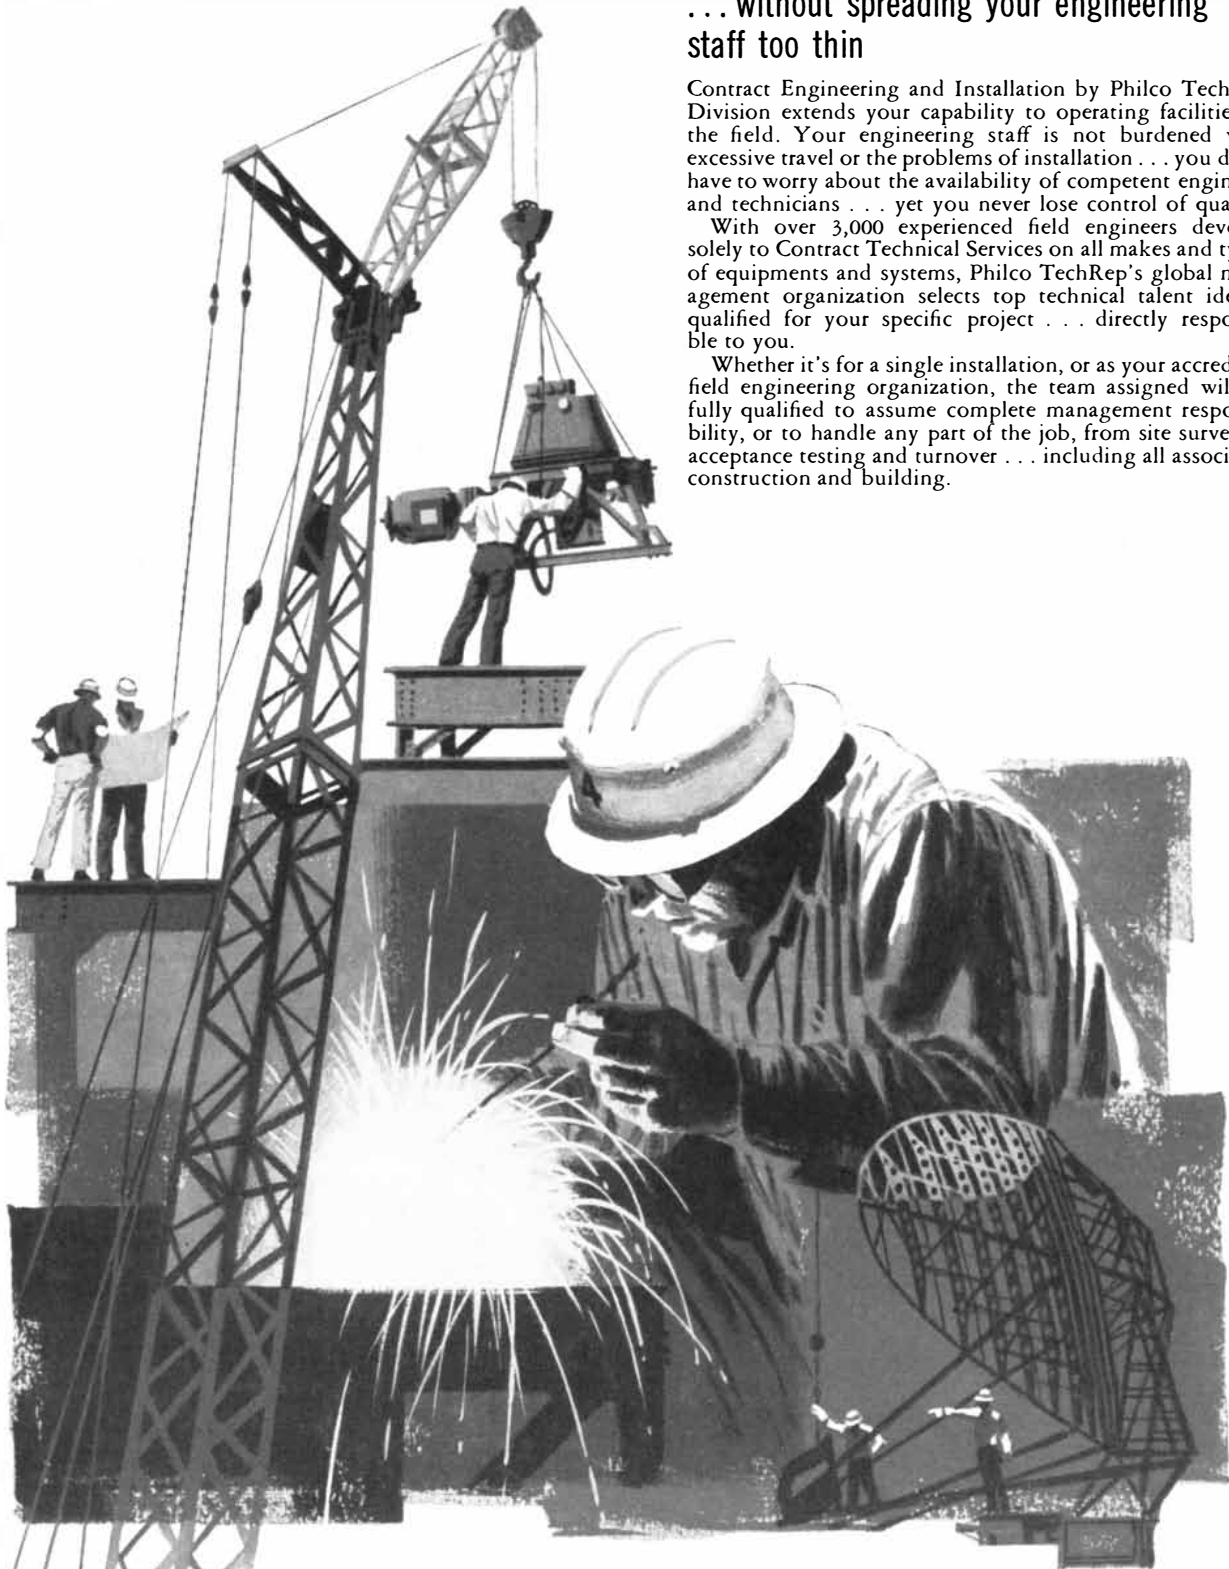 ... without spreading your engineering
staff too thin
Contract Engineering and Installation by Philco Tech
Division extends your capability to operating facilitie
the field. Your engineering staff is not burdened
excessive travel or the problems of installation . . . you d
have to worry about the availability of competent engin
and technicians . . . yet you never lose control of qua
With over 3,000 experienced field engineers dev
solely to Contract Technical Services on all makes and t
of equipments and systems, Philco TechRep's global m
agement organization selects top technical talent ide
qualified for your specific project . . . directly respo
ble to you.
Whether it's for a single installation, or as your accred
field engineering organization, the team assigned wil
fully qualified to assume complete management respo
bility, or to handle any part of the job, from site surve
acceptance testing and turnover . . . including all associ
construction and building.